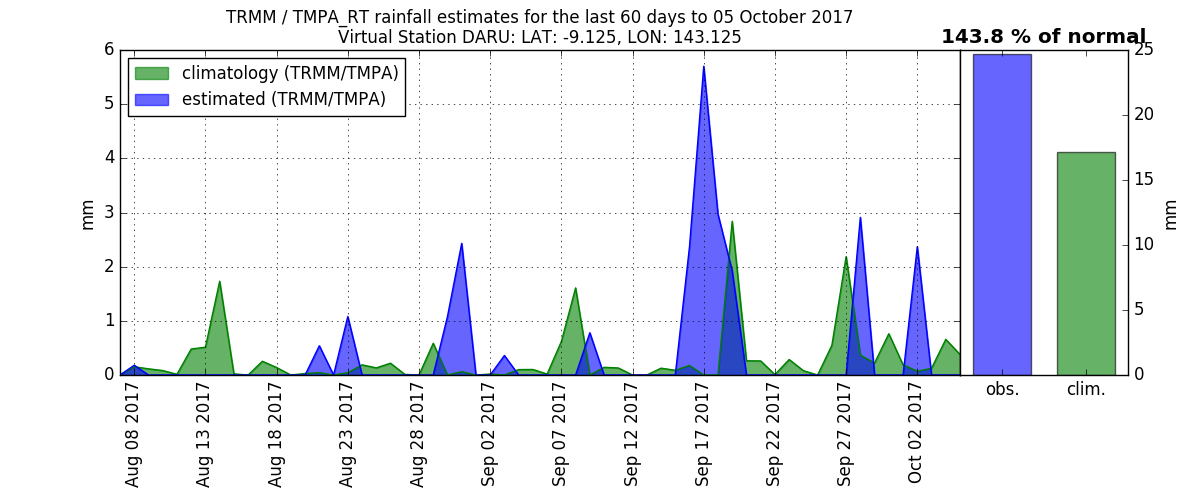 TRMM / TMPA_RT rainfall estimates for the last 60 days to 05 October 2017
Virtual Station DARU: LAT: -9.125, LON: 143.125
143.8 % of normal
climatology (TRMM/TMPA)
estimated (TRMM/TMPA)
mm
6
5
4
3
2
1
0
Aug 08 2017
Aug 13 2017
Aug 18 2017
Aug 23 2017
Aug 28 2017
Sep 02 2017
Sep 07 2017
Sep 12 2017
Sep 17 2017
Sep 22 2017
Sep 27 2017
Oct 02 2017
obs.
clim.
25
20
15
10
5
0
mm